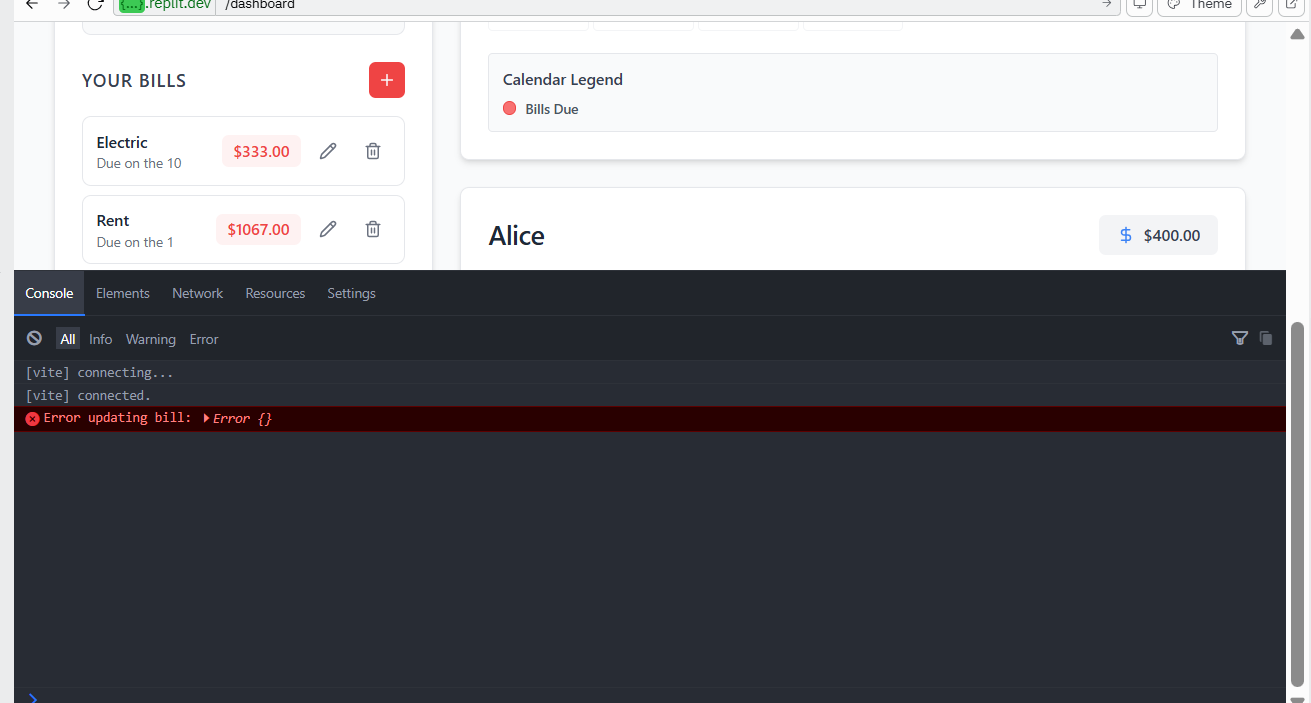 {...}.replit.dev /dashboard
Theme
YOUR BILLS
+
Electric
Due on the 10
$333.00
Rent
Due on the 1
$1067.00
Calendar Legend
Bills Due
Alice
$ $400.00
Console Elements Network Resources Settings
All Info Warning Error
[vite] connecting...
[vite] connected.
Error updating bill: Error {}